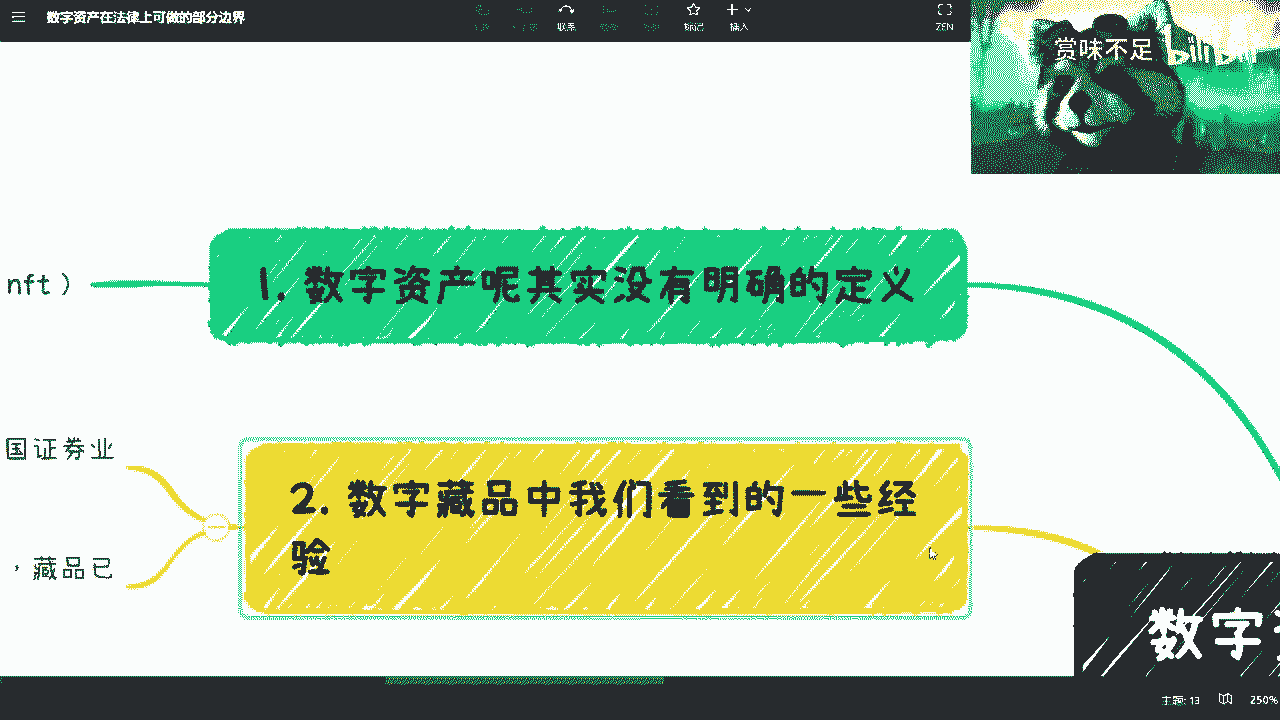 数字资产在法律上可做的部分边界
联系
标记
插入
ZEN
赏味不足 bilibili
nft ）
1. 数字资产呢其实没有明确的定义
国证券业
2. 数字藏品中我们看到的一些经
验
，藏品已
数字
主题: 13
250%